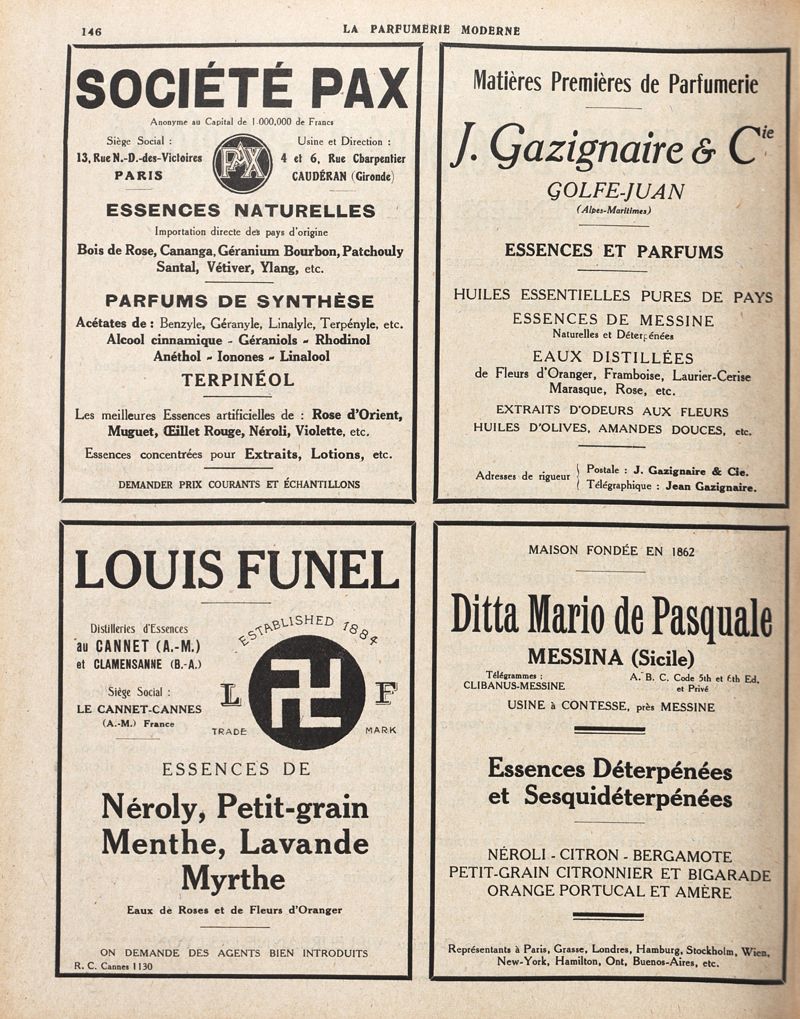 146
LA PARFUMERIE MODERNE
SOCIÉTÉ PAX
Anonyme au Capital de 1.000,000 de Francs
Siège Social :
13, Rue N.-D.-des-Victoires
PARIS
PAX
Usine et Direction :
4 et 6, Rue Charpentier
CAUDÉRAN (Gironde)
ESSENCES NATURELLES
Importation directe des pays d'origine
Bois de Rose, Cananga, Géranium Bourbon, Patchouly
Santal, Vétiver, Ylang, etc.
PARFUMS DE SYNTHÈSE
Acétates de : Benzyle, Géranyle, Linalyle, Terpényle, etc.
Alcool cinnamique - Géraniols - Rhodinol
Anéthol - Ionones - Linalool
TERPINÉOL
Les meilleures Essences artificielles de : Rose d'Orient,
Muguet, Œillet Rouge, Néroli, Violette, etc.
Essences concentrées pour Extraits, Lotions, etc.
DEMANDER PRIX COURANTS ET ÉCHANTILLONS
Matières Premières de Parfumerie
J. Gazignaire & Cie
GOLFE-JUAN
(Alpes-Maritimes)
ESSENCES ET PARFUMS
HUILES ESSENTIELLES PURES DE PAYS
ESSENCES DE MESSINE
Naturelles et Déterpénées
EAUX DISTILLÉES
de Fleurs d'Oranger, Framboise, Laurier-Cerise
Marasque, Rose, etc.
EXTRAITS D'ODEURS AUX FLEURS
HUILES D'OLIVES, AMANDES DOUCES, etc.
Adresses de rigueur
Postale : J. Gazignaire & Cie.
Télégraphique : Jean Gazignaire.
LOUIS FUNEL
Distilleries d'Essences
au CANNET (A.-M.)
et CLAMENSANNE (B.-A.)
Siège Social :
LE CANNET-CANNES
(A.-M.) France
ESTABLISHED 1884
L F
TRADE MARK
ESSENCES DE
Néroly, Petit-grain
Menthe, Lavande
Myrthe
Eaux de Roses et de Fleurs d'Oranger
ON DEMANDE DES AGENTS BIEN INTRODUITS
R. C. Cannes 1130
MAISON FONDÉE EN 1862
Ditta Mario de Pasquale
MESSINA (Sicile)
Télégrammes :
CLIBANUS-MESSINE
A. B. C. Code 5th et 6th Ed.
et Privé
USINE à CONTESSE, près MESSINE
Essences Déterpénées
et Sesquidéterpénées
NÉROLI - CITRON - BERGAMOTE
PETIT-GRAIN CITRONNIER ET BIGARADE
ORANGE PORTUCAL ET AMÈRE
Représentants à Paris, Grasse, Londres, Hamburg, Stockholm, Wien,
New-York, Hamilton, Ont, Buenos-Aires, etc.